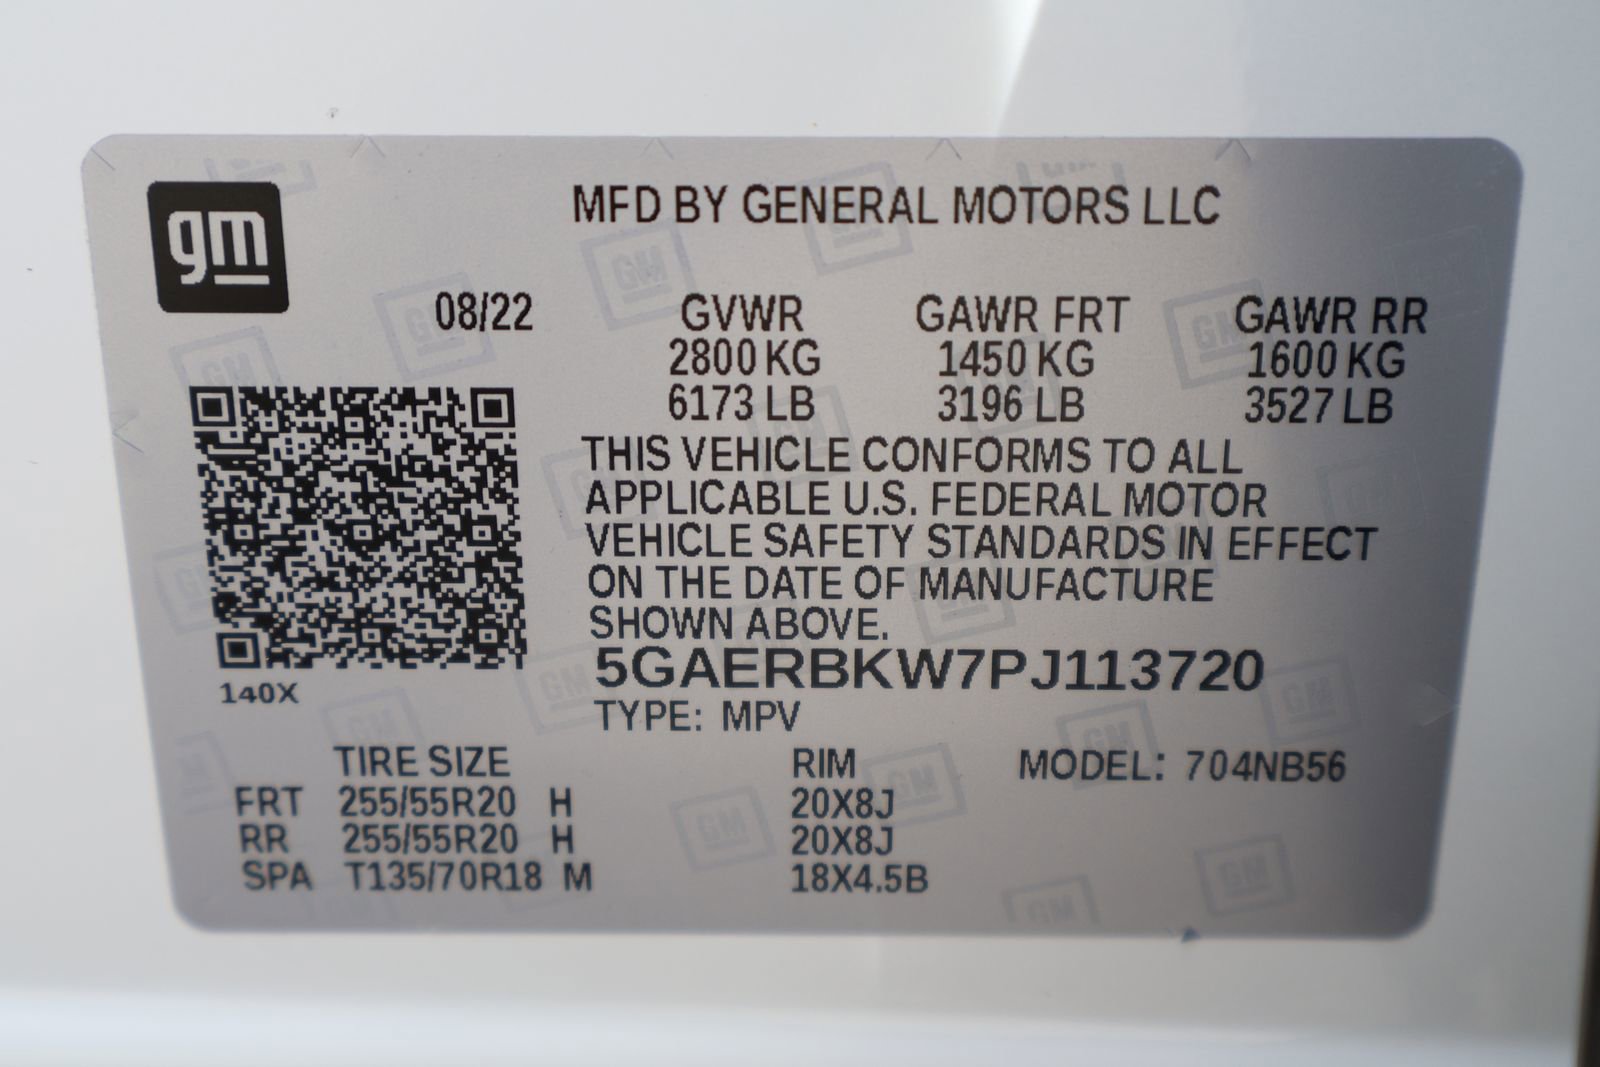 gm
MFD BY GENERAL MOTORS LLC
08/22 GVWR GAWR FRT GAWR RR
2800 KG 1450 KG 1600 KG
6173 LB 3196 LB 3527 LB
THIS VEHICLE CONFORMS TO ALL
APPLICABLE U.S. FEDERAL MOTOR
VEHICLE SAFETY STANDARDS IN EFFECT
ON THE DATE OF MANUFACTURE
SHOWN ABOVE.
5GAERBKW7PJ113720
140X
TYPE: MPV
TIRE SIZE RIM MODEL: 704NB56
FRT 255/55R20 H 20X8J
RR 255/55R20 H 20X8J
SPA T135/70R18 M 18X4.5B